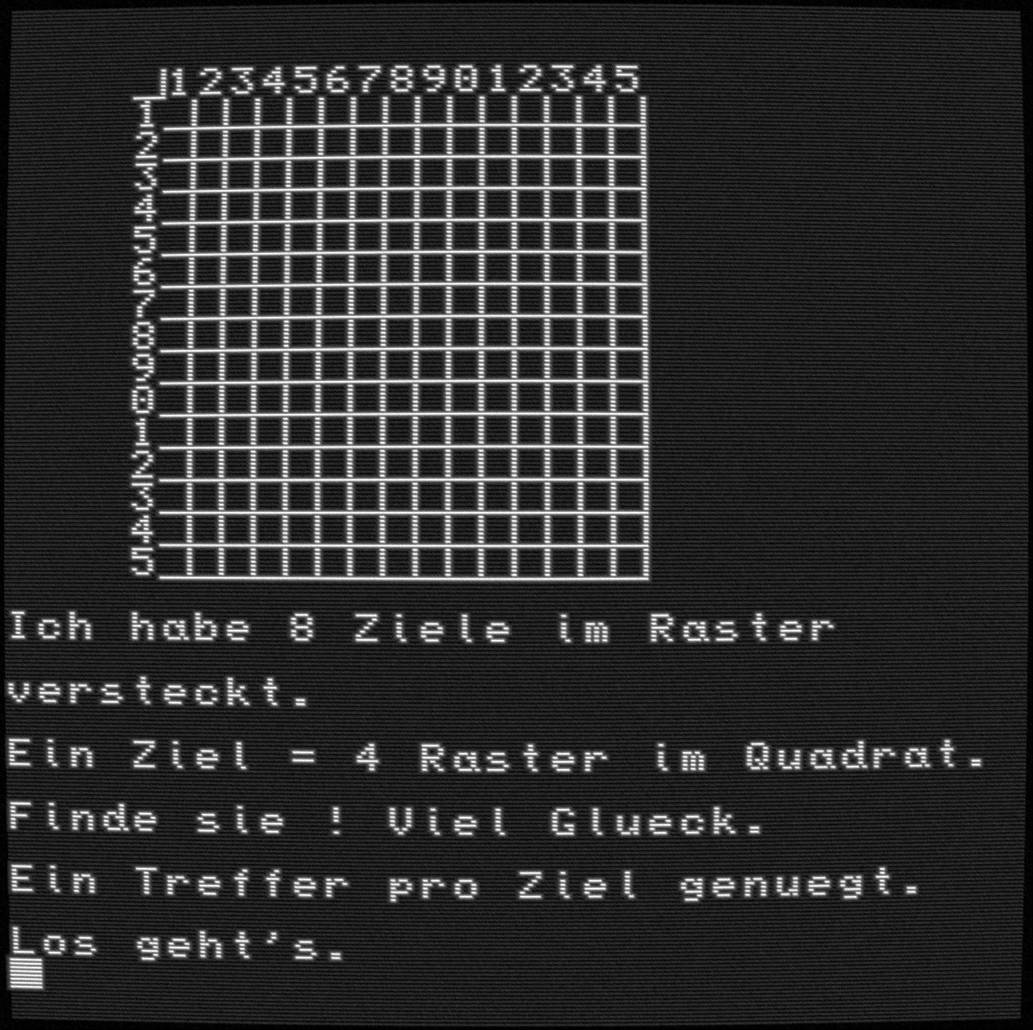 123456789012345
1
2
3
4
5
6
7
8
9
0
1
2
3
4
5
Ich habe 8 Ziele im Raster
versteckt.
Ein Ziel = 4 Raster im Quadrat.
Finde sie ! Viel Glueck.
Ein Treffer pro Ziel genuegt.
Los geht's.